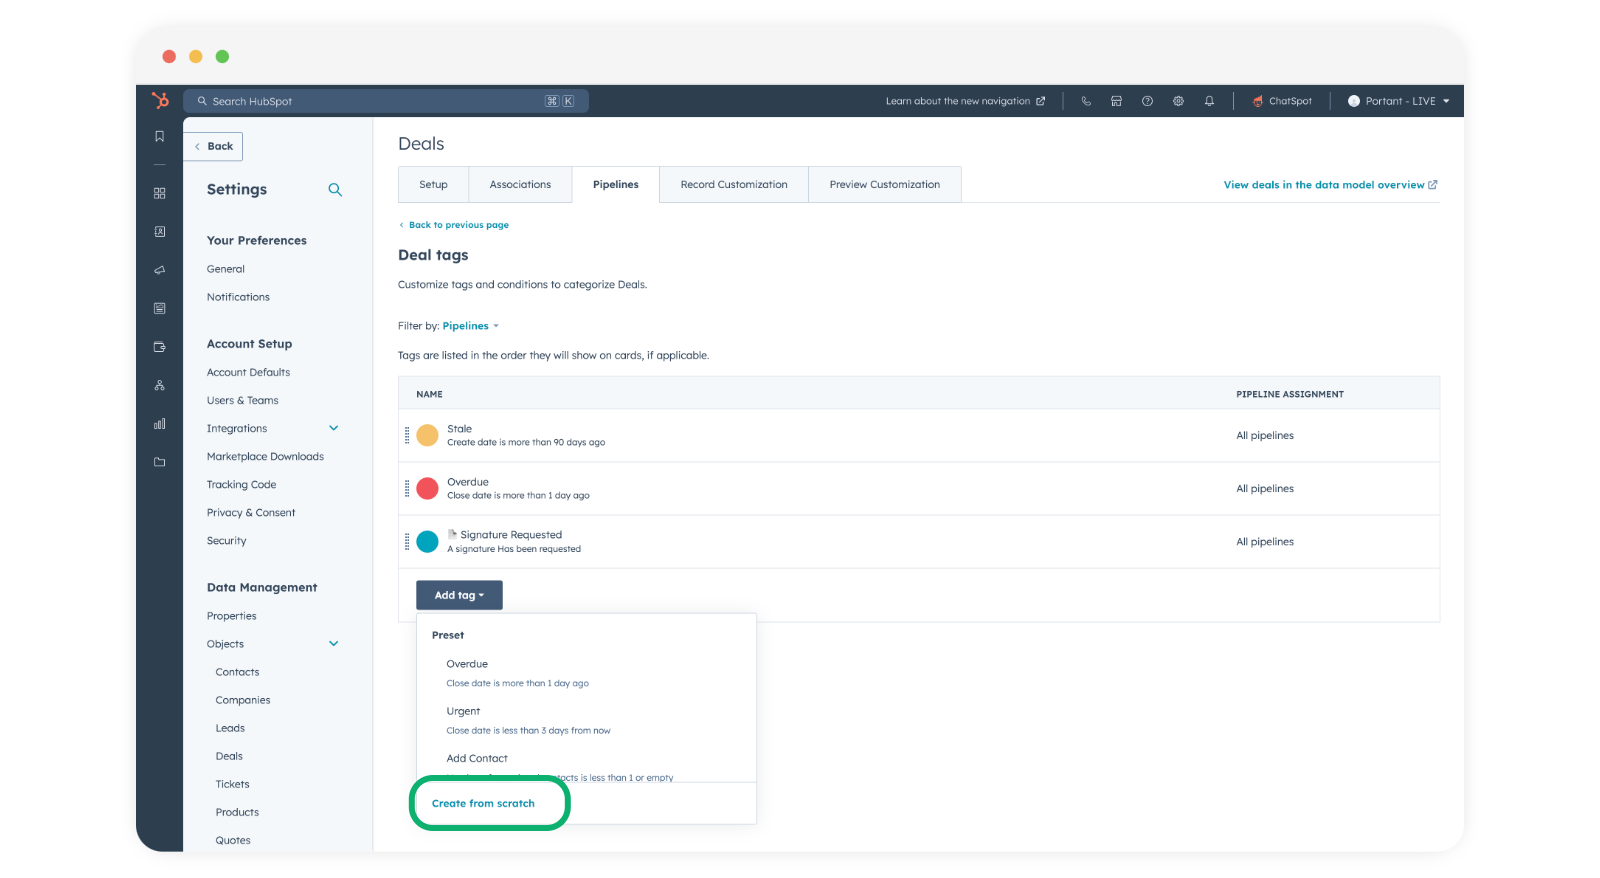 Search HubSpot
⌘ K
Learn about the new navigation
ChatSpot
Portant - LIVE
Back
Settings
Your Preferences
General
Notifications
Account Setup
Account Defaults
Users & Teams
Integrations
Marketplace Downloads
Tracking Code
Privacy & Consent
Security
Data Management
Properties
Objects
Contacts
Companies
Leads
Deals
Tickets
Products
Quotes
Deals
Setup
Associations
Pipelines
Record Customization
Preview Customization
View deals in the data model overview
Back to previous page
Deal tags
Customize tags and conditions to categorize Deals.
Filter by: Pipelines
Tags are listed in the order they will show on cards, if applicable.
NAME
PIPELINE ASSIGNMENT
Stale
Create date is more than 90 days ago
All pipelines
Overdue
Close date is more than 1 day ago
All pipelines
Signature Requested
A signature Has been requested
All pipelines
Add tag
Preset
Overdue
Close date is more than 1 day ago
Urgent
Close date is less than 3 days from now
Add Contact
is less than 1 or empty
Create from scratch